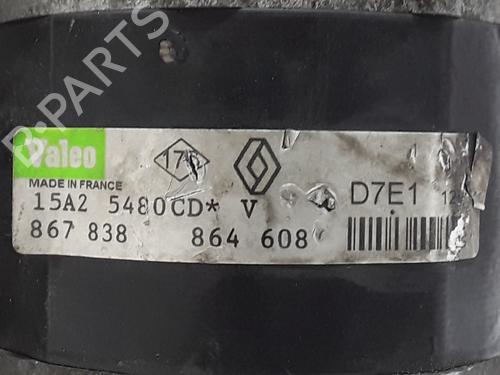 D-PARTS
Valeo
MADE IN FRANCE
15A2 5480CD* V
D7E1
867 838 864 608